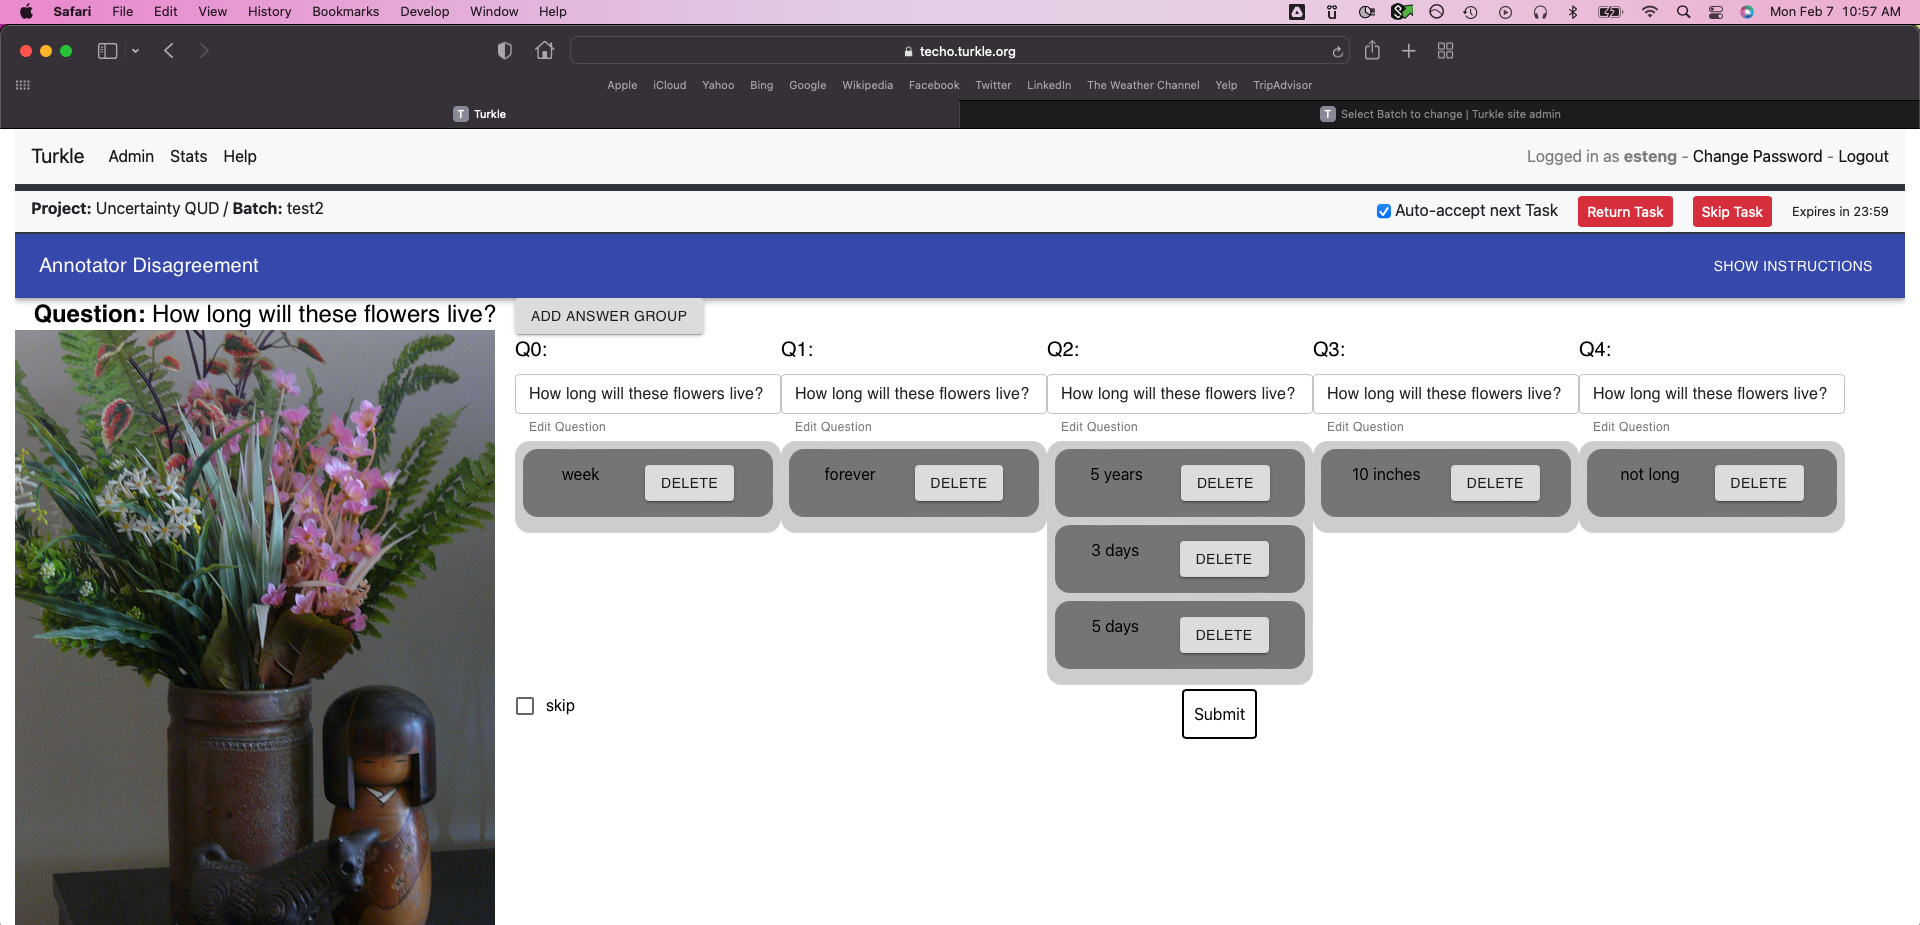 Safari File Edit View History Bookmarks Develop Window Help Mon Feb 7 10:57 AM
techo.turkle.org
Apple iCloud Yahoo Bing Google Wikipedia Facebook Twitter LinkedIn The Weather Channel Yelp TripAdvisor
T Turkle T Select Batch to change | Turkle site admin
Turkle Admin Stats Help Logged in as esteng - Change Password - Logout
Project: Uncertainty QUD / Batch: test2 Auto-accept next Task Return Task Skip Task Expires in 23:59
Annotator Disagreement SHOW INSTRUCTIONS
Question: How long will these flowers live? ADD ANSWER GROUP
Q0: Q1: Q2: Q3: Q4:
How long will these flowers live? How long will these flowers live? How long will these flowers live? How long will these flowers live? How long will these flowers live?
Edit Question Edit Question Edit Question Edit Question Edit Question
week DELETE forever DELETE 5 years DELETE 10 inches DELETE not long DELETE
3 days DELETE
5 days DELETE
skip Submit